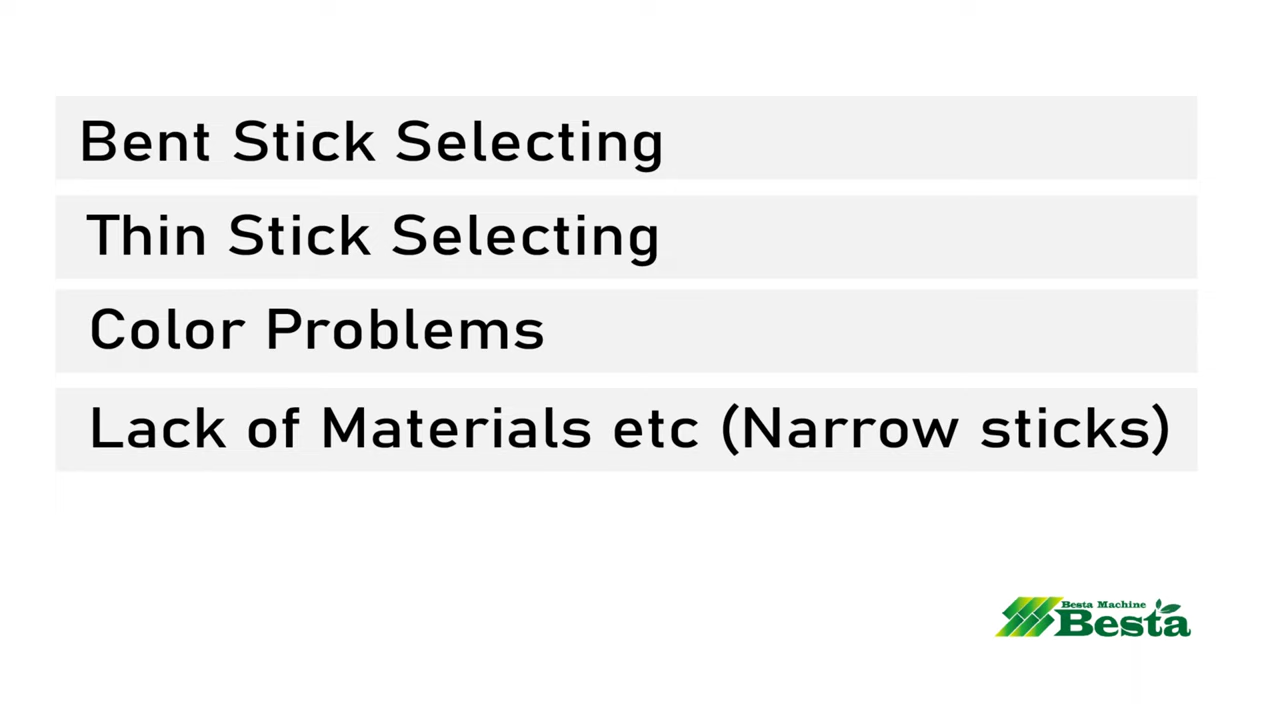 Bent Stick Selecting
Thin Stick Selecting
Color Problems
Lack of Materials etc (Narrow sticks)
Besta Machine
Besta